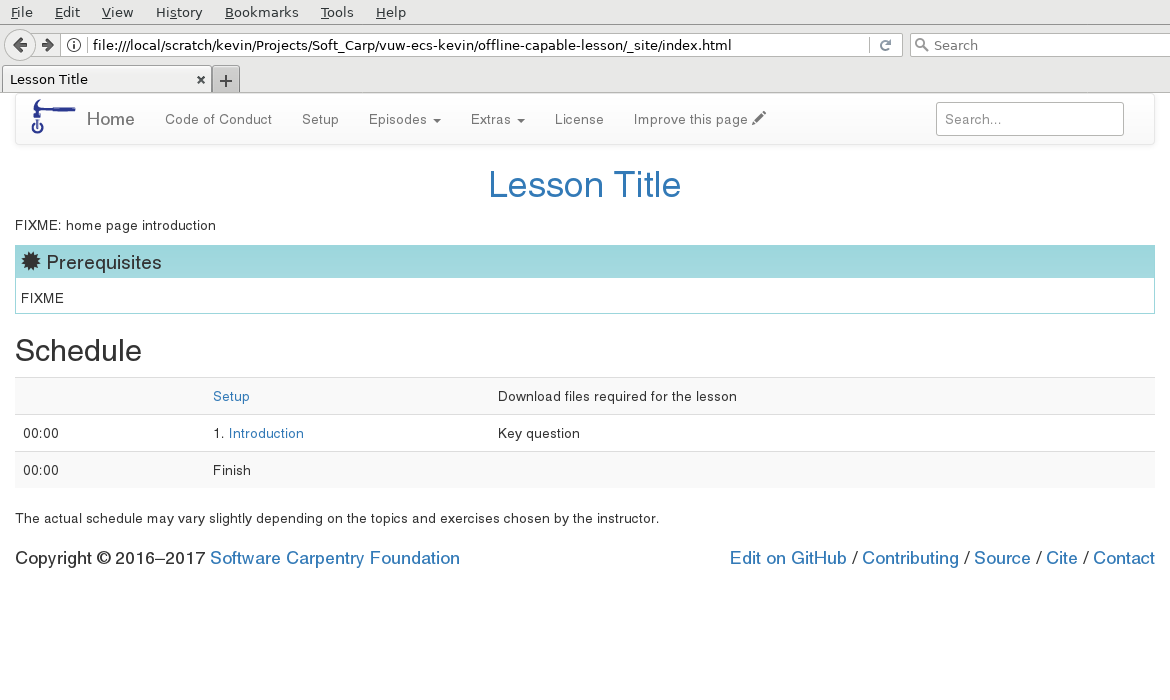 File Edit View History Bookmarks Tools Help
file:///local/scratch/kevin/Projects/Soft_Carp/vuw-ecs-kevin/offline-capable-lesson/_site/index.html Search
Lesson Title
Home Code of Conduct Setup Episodes Extras License Improve this page Search...
Lesson Title
FIXME: home page introduction
Prerequisites
FIXME
Schedule
Setup Download files required for the lesson
00:00 1. Introduction Key question
00:00 Finish
The actual schedule may vary slightly depending on the topics and exercises chosen by the instructor.
Copyright © 2016–2017 Software Carpentry Foundation Edit on GitHub / Contributing / Source / Cite / Contact